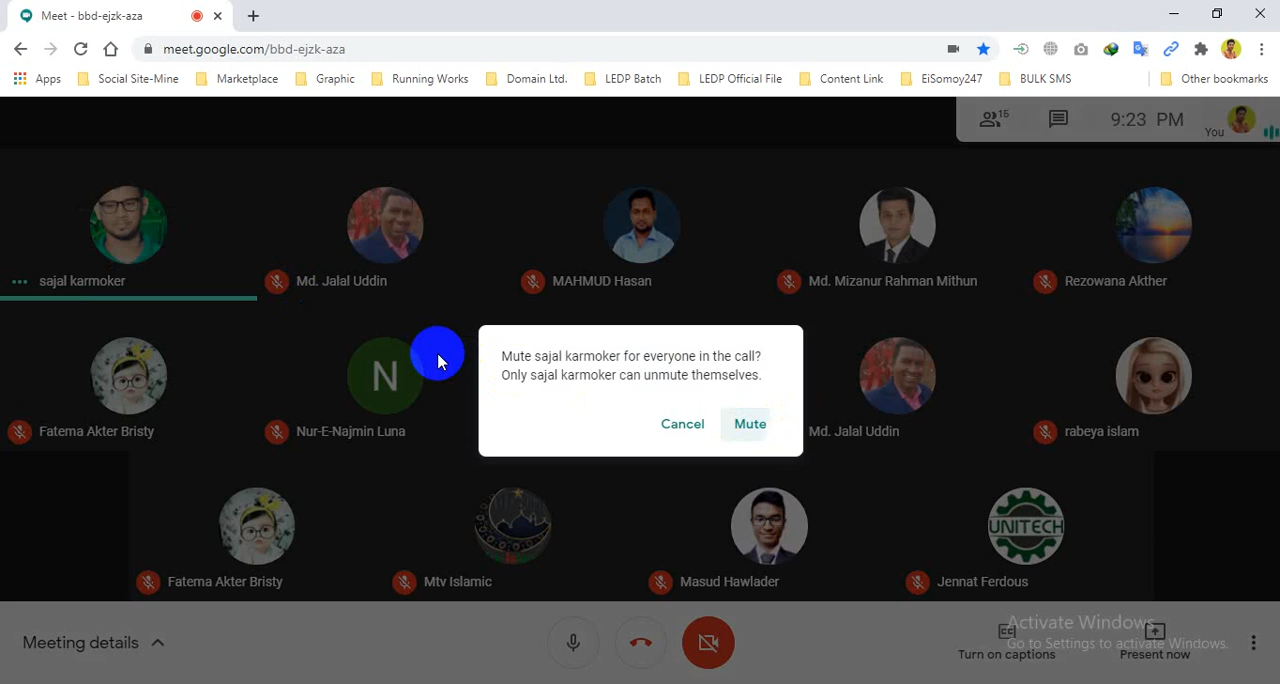 Meet - bbd-ejzk-aza
meet.google.com/bbd-ejzk-aza
Apps Social Site-Mine Marketplace Graphic Running Works Domain Ltd. LEDP Batch LEDP Official File Content Link EiSomoy247 BULK SMS Other bookmarks
15 9:23 PM You
sajal karmoker Md. Jalal Uddin MAHMUD Hasan Md. Mizanur Rahman Mithun Rezowana Akther
Mute sajal karmoker for everyone in the call?
Only sajal karmoker can unmute themselves.
Cancel Mute
N
Fatema Akter Bristy Nur-E-Najmin Luna Md. Jalal Uddin rabeya islam
UNITECH
Fatema Akter Bristy Mtv Islamic Masud Hawlader Jennat Ferdous
Activate Windows
Go to Settings to activate Windows.
Meeting details
CC
Turn on captions Present now